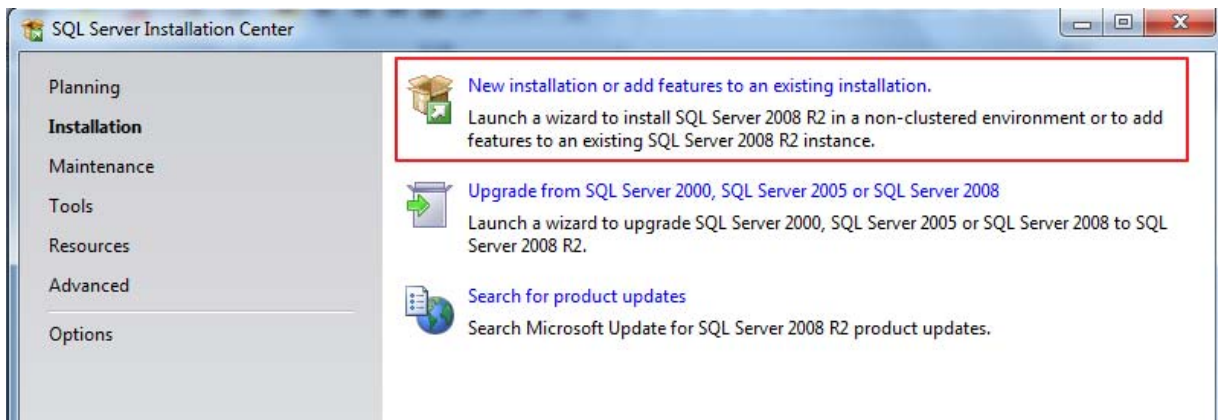 SQL Server Installation Center
Planning
Installation
Maintenance
Tools
Resources
Advanced
Options
New installation or add features to an existing installation.
Launch a wizard to install SQL Server 2008 R2 in a non-clustered environment or to add
features to an existing SQL Server 2008 R2 instance.
Upgrade from SQL Server 2000, SQL Server 2005 or SQL Server 2008
Launch a wizard to upgrade SQL Server 2000, SQL Server 2005 or SQL Server 2008 to SQL
Server 2008 R2.
Search for product updates
Search Microsoft Update for SQL Server 2008 R2 product updates.